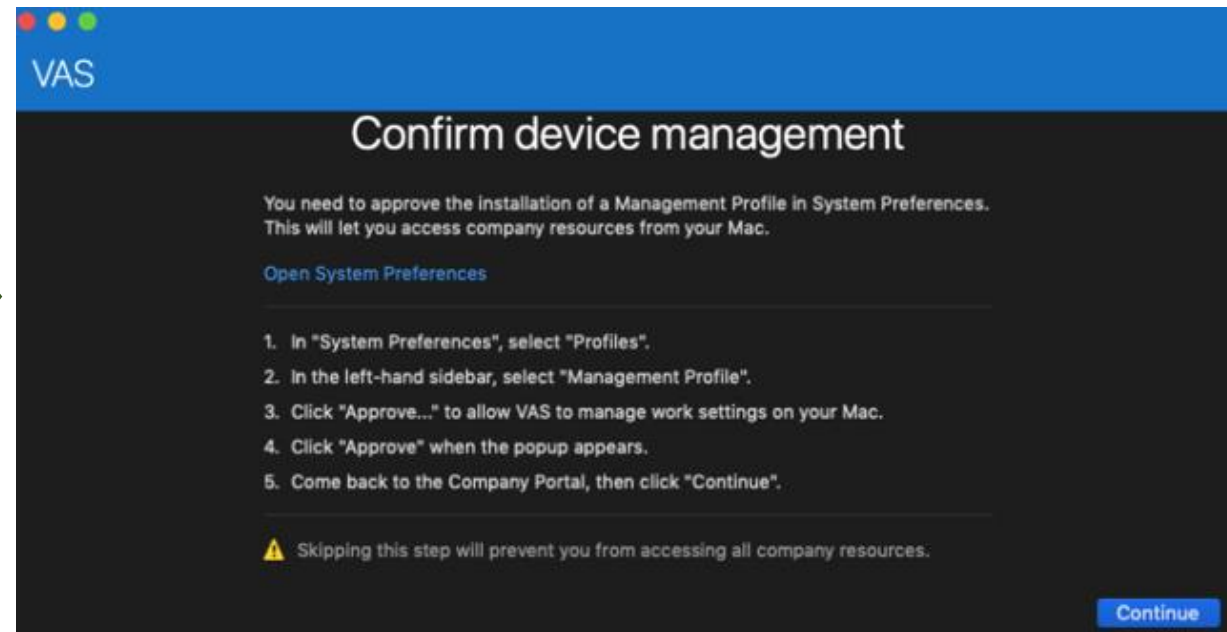 VAS
Confirm device management
You need to approve the installation of a Management Profile in System Preferences.
This will let you access company resources from your Mac.
Open System Preferences
1. In "System Preferences", select "Profiles".
2. In the left-hand sidebar, select "Management Profile".
3. Click "Approve..." to allow VAS to manage work settings on your Mac.
4. Click "Approve" when the popup appears.
5. Come back to the Company Portal, then click "Continue".
Skipping this step will prevent you from accessing all company resources.
Continue